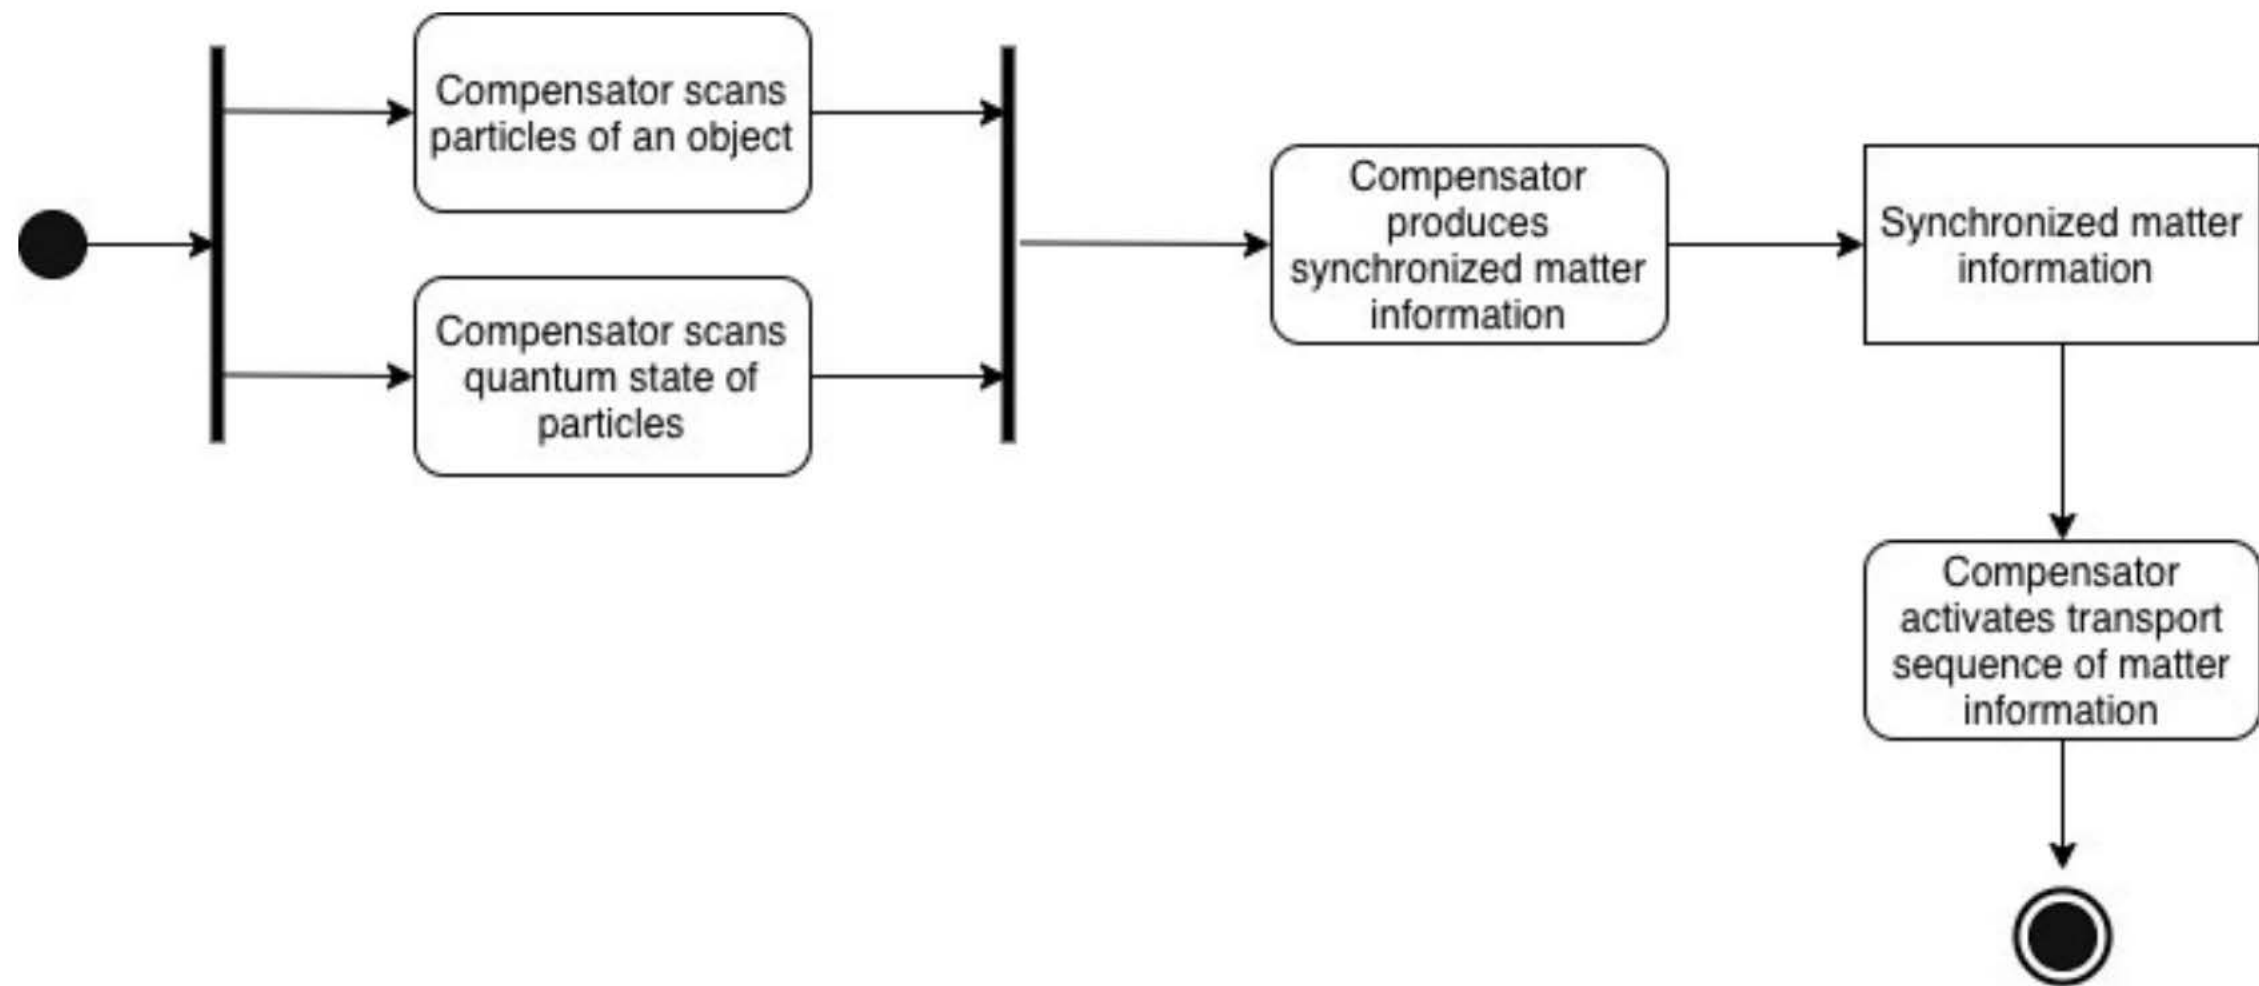 Compensator scans
particles of an object
Compensator scans
quantum state of
particles
Compensator
produces
synchronized matter
information
Synchronized matter
information
Compensator
activates transport
sequence of matter
information